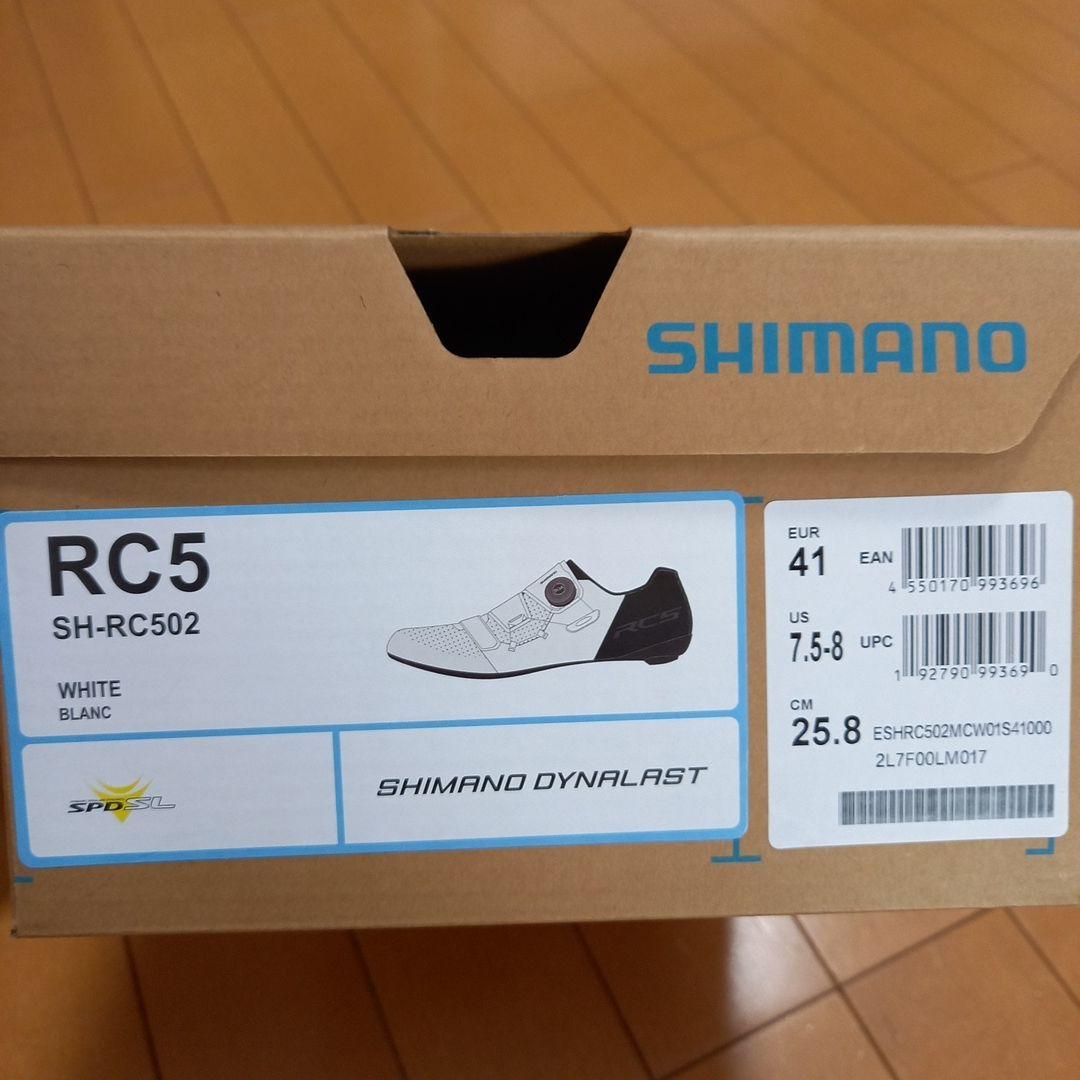 SHIMANO
RC5
SH-RC502
WHITE
BLANC
RC5
SPD-SL
SHIMANO DYNALAST
EUR
41
EAN
4 550170 993696
US
7.5-8
UPC
1 92790 99369 0
CM
25.8
ESHRC502MCW01S41000
2L7F00LM017